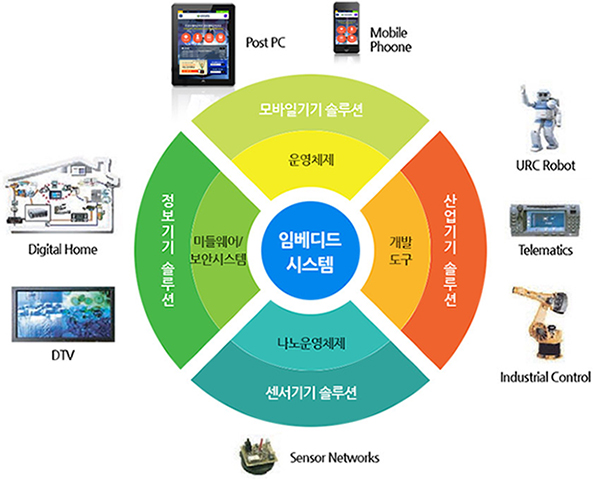 Post PC
Mobile
Phoone
모바일기기 솔루션
운영체제
URC Robot
정보기기 솔루션
미들웨어/
보안시스템
임베디드
시스템
개발
도구
산업기기 솔루션
Digital Home
Telematics
DTV
나노운영체제
Industrial Control
센서기기 솔루션
Sensor Networks